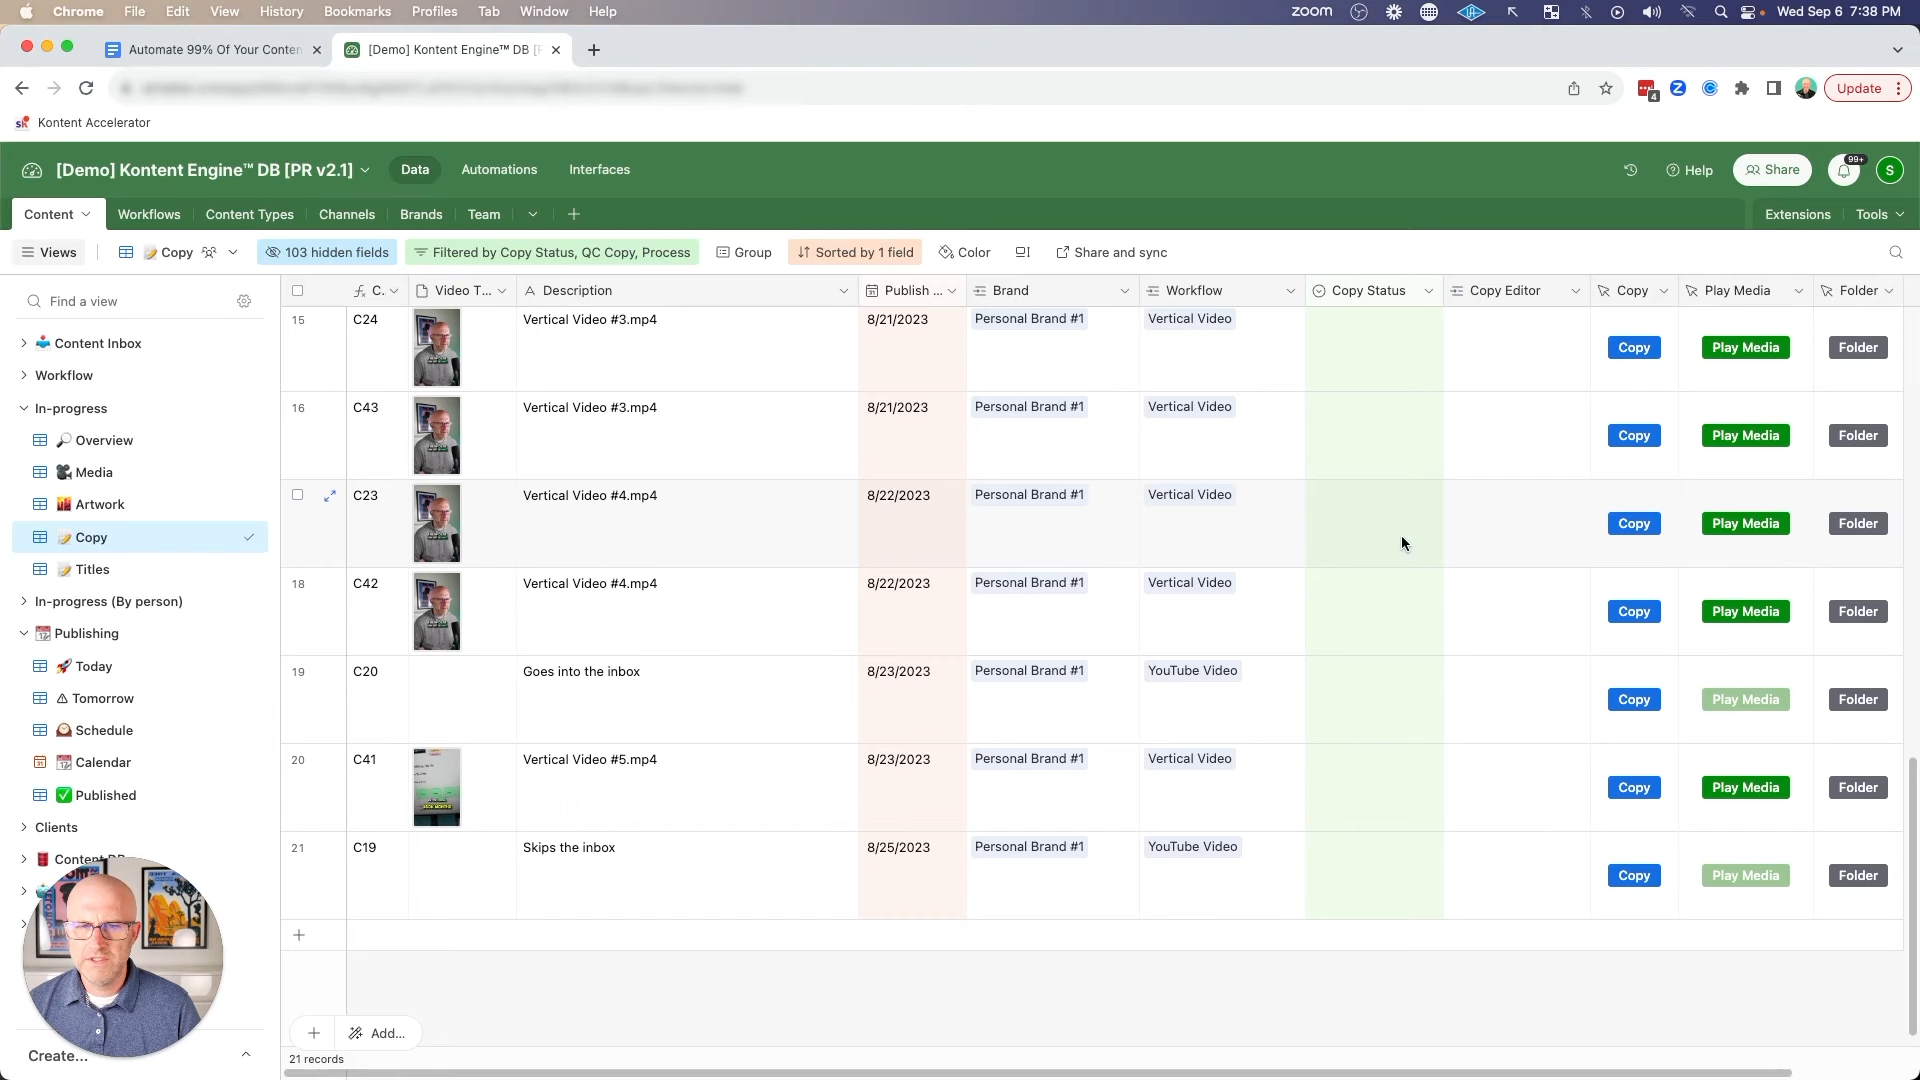 Chrome File Edit View History Bookmarks Profiles Tab Window Help zoom Wed Sep 6 7:38 PM
Automate 99% Of Your Conten [Demo] Kontent Engine™ DB [P
Update
4
Kontent Accelerator
[Demo] Kontent Engine™ DB [PR v2.1] Data Automations Interfaces Help Share 99+ S
Content Workflows Content Types Channels Brands Team Extensions Tools
Views Copy 103 hidden fields Filtered by Copy Status, QC Copy, Process Group Sorted by 1 field Color Share and sync
Find a view
Content Inbox
Workflow
In-progress
Overview
Media
Artwork
Copy
Titles
In-progress (By person)
Publishing
Today
Tomorrow
Schedule
Calendar
Published
Clients
Content DB
Create...
C. Video T... Description Publish ... Brand Workflow Copy Status Copy Editor Copy Play Media Folder
15 C24 Vertical Video #3.mp4 8/21/2023 Personal Brand #1 Vertical Video Copy Play Media Folder
16 C43 Vertical Video #3.mp4 8/21/2023 Personal Brand #1 Vertical Video Copy Play Media Folder
C23 Vertical Video #4.mp4 8/22/2023 Personal Brand #1 Vertical Video Copy Play Media Folder
18 C42 Vertical Video #4.mp4 8/22/2023 Personal Brand #1 Vertical Video Copy Play Media Folder
19 C20 Goes into the inbox 8/23/2023 Personal Brand #1 YouTube Video Copy Play Media Folder
20 C41 Vertical Video #5.mp4 8/23/2023 Personal Brand #1 Vertical Video Copy Play Media Folder
21 C19 Skips the inbox 8/25/2023 Personal Brand #1 YouTube Video Copy Play Media Folder
Add...
21 records